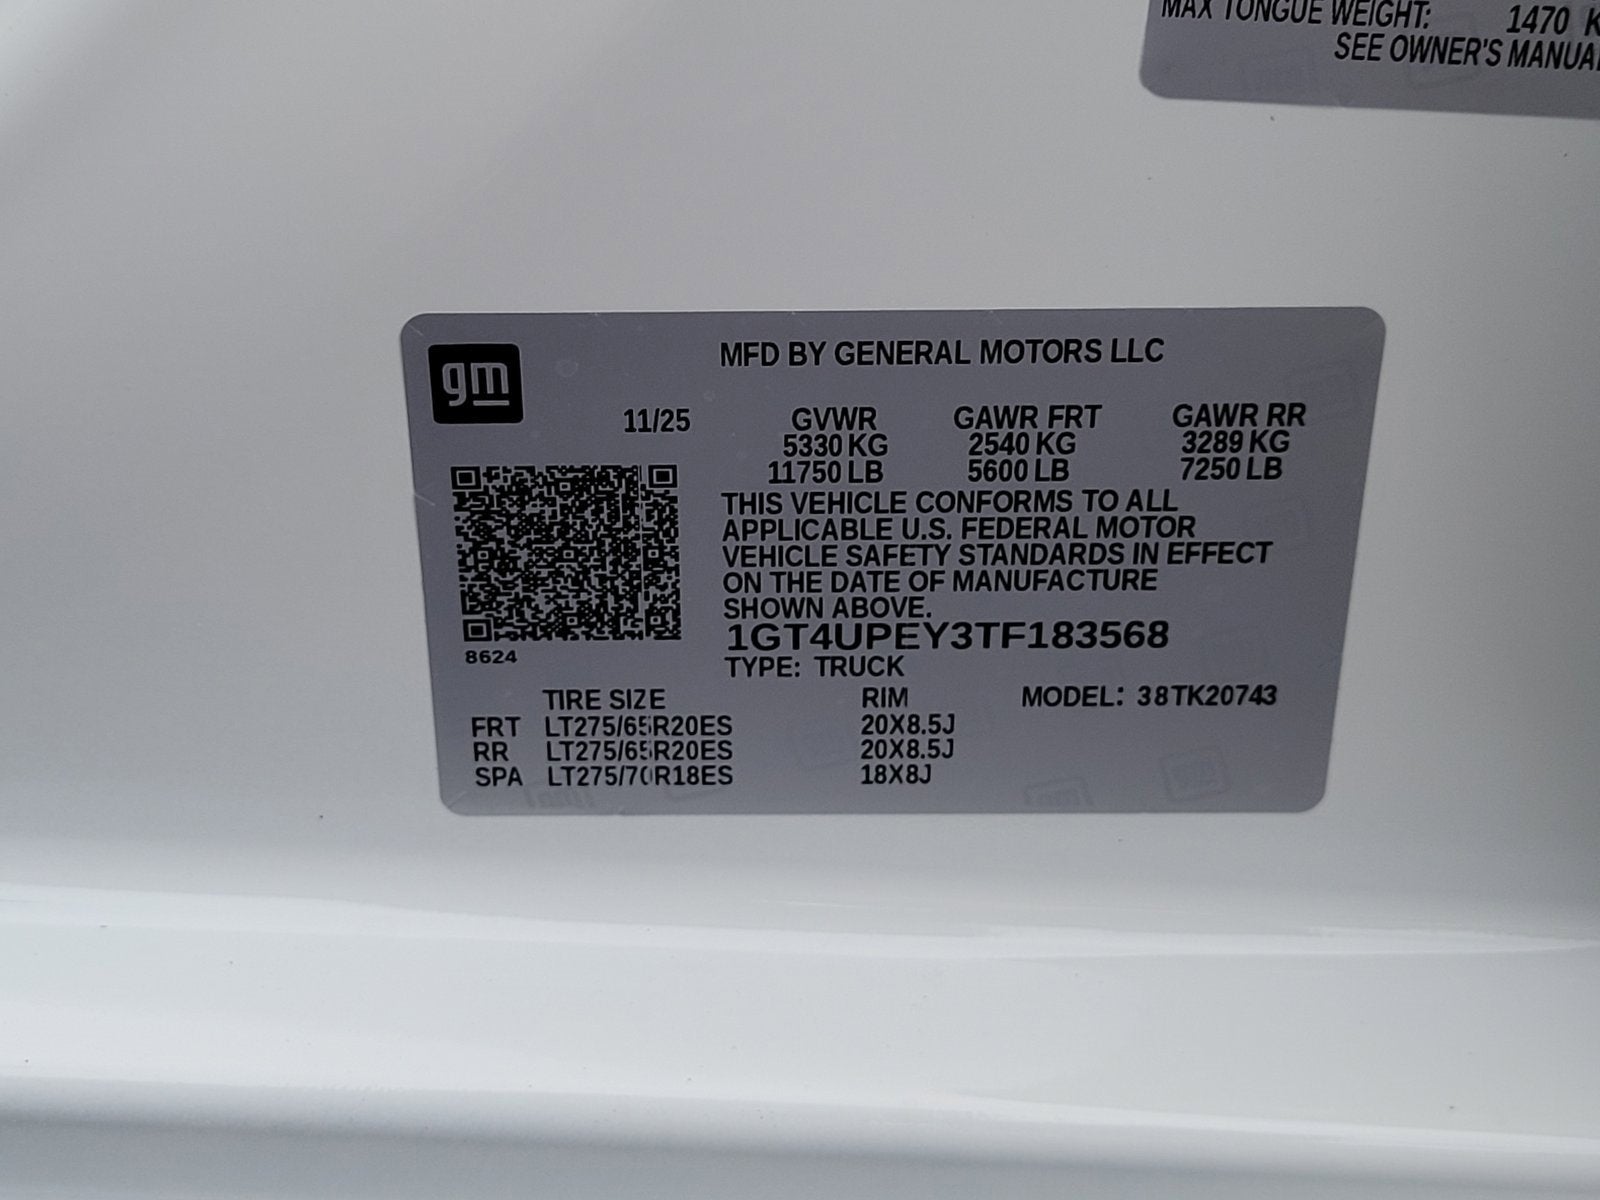 MAX TONGUE WEIGHT: 1470 K
SEE OWNER'S MANUAL
gm
MFD BY GENERAL MOTORS LLC
11/25 GVWR GAWR FRT GAWR RR
5330 KG 2540 KG 3289 KG
11750 LB 5600 LB 7250 LB
THIS VEHICLE CONFORMS TO ALL
APPLICABLE U.S. FEDERAL MOTOR
VEHICLE SAFETY STANDARDS IN EFFECT
ON THE DATE OF MANUFACTURE
SHOWN ABOVE.
1GT4UPEY3TF183568
8624
TYPE: TRUCK
TIRE SIZE RIM MODEL: 38TK20743
FRT LT275/65R20ES 20X8.5J
RR LT275/65R20ES 20X8.5J
SPA LT275/70R18ES 18X8J